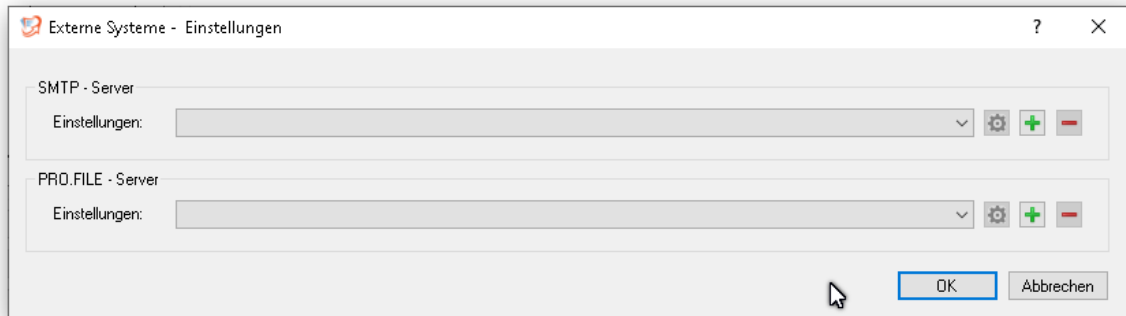 Externe Systeme - Einstellungen ?
SMTP - Server
Einstellungen:
PRO.FILE - Server
Einstellungen:
OK Abbrechen